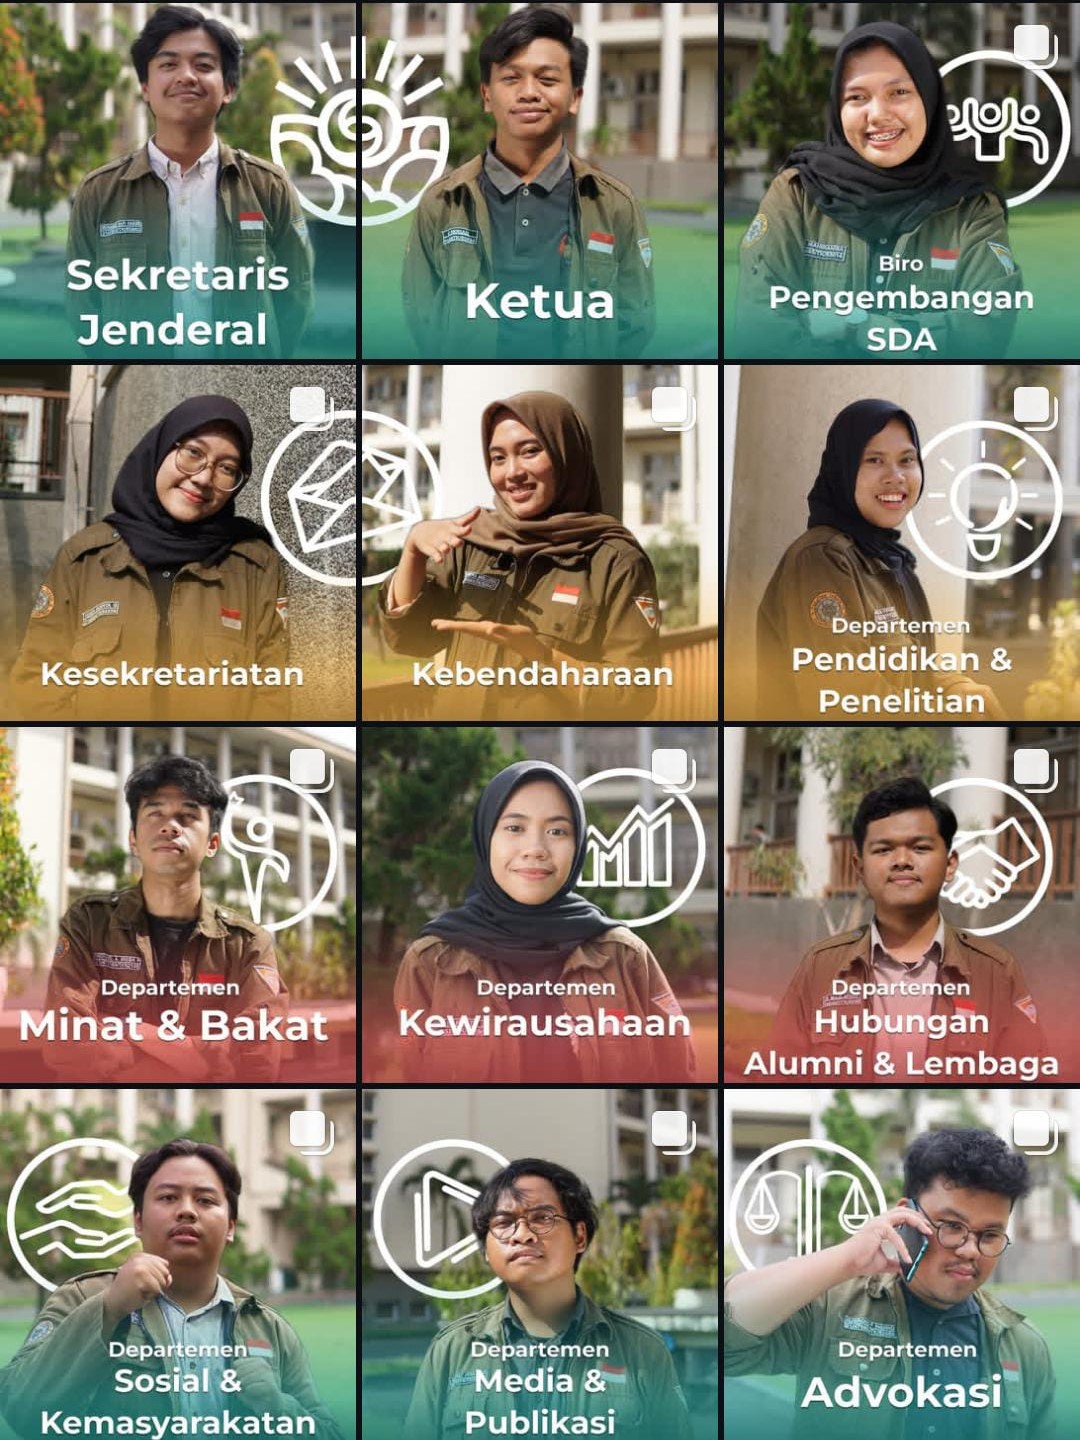 Sekretaris
Jenderal
Ketua
Biro
Pengembangan
SDA
Kesekretariatan
Kebendaharaan
Departemen
Pendidikan &
Penelitian
Departemen
Minat & Bakat
Departemen
Kewirausahaan
Departemen
Hubungan
Alumni & Lembaga
Departemen
Sosial &
Kemasyarakatan
Departemen
Media &
Publikasi
Departemen
Advokasi